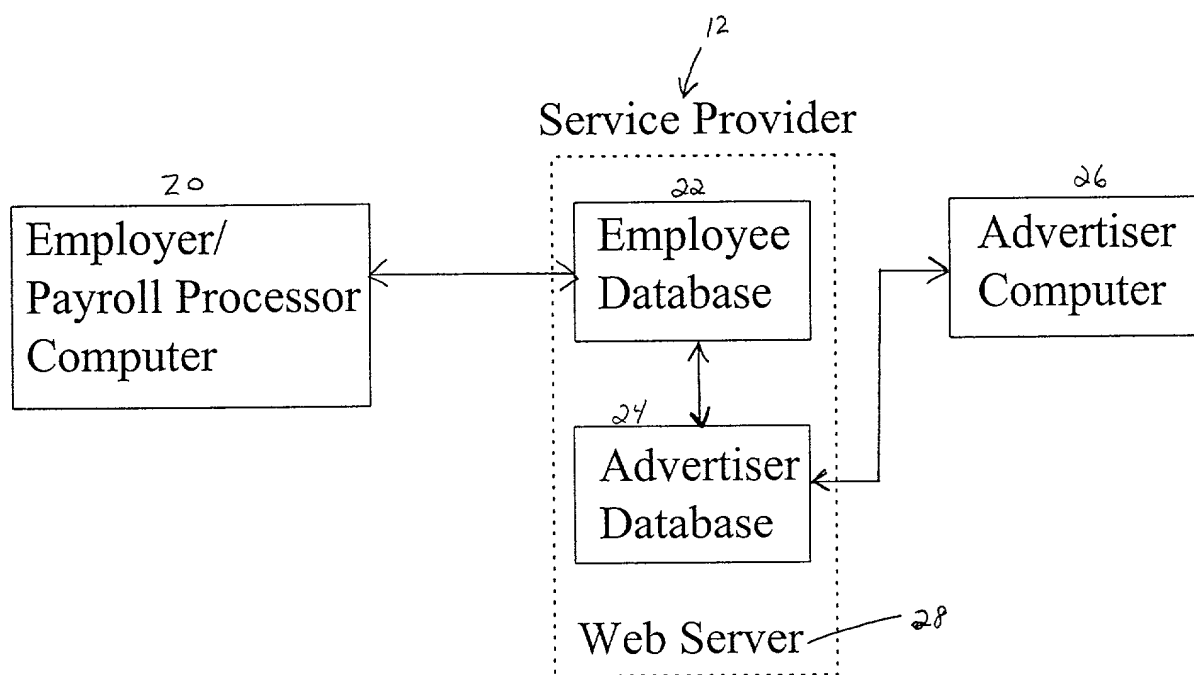 12
Service Provider
20
Employer/
Payroll Processor
Computer
22
Employee
Database
26
Advertiser
Computer
24
Advertiser
Database
Web Server
28